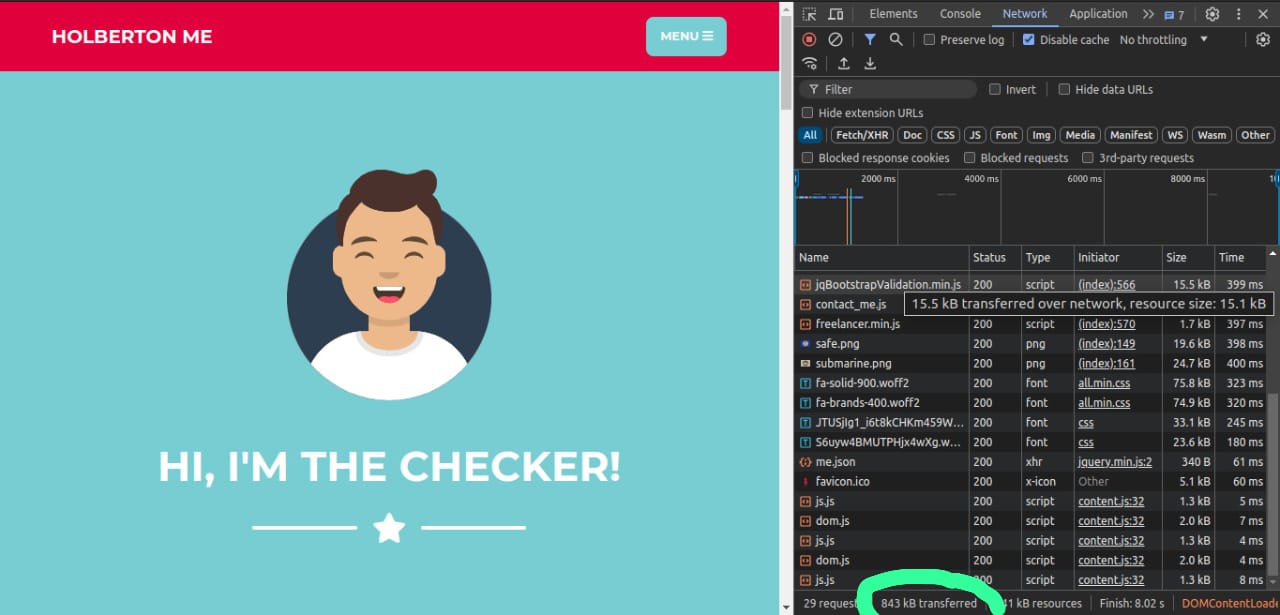 HOLBERTON ME
MENU
HI, I'M THE CHECKER!
Elements Console Network Application 7
Preserve log Disable cache No throttling
Filter Invert Hide data URLs
Hide extension URLs
All Fetch/XHR Doc CSS JS Font Img Media Manifest WS Wasm Other
Blocked response cookies Blocked requests 3rd-party requests
2000 ms 4000 ms 6000 ms 8000 ms
Name Status Type Initiator Size Time
jqBootstrapValidation.min.js 200 script (index):566 15.5 kB 399 ms
contact_me.js
15.5 kB transferred over network, resource size: 15.1 kB
freelancer.min.js 200 script (index):570 1.7 kB 397 ms
safe.png 200 png (index):149 19.6 kB 398 ms
submarine.png 200 png (index):161 24.7 kB 400 ms
fa-solid-900.woff2 200 font all.min.css 75.8 kB 323 ms
fa-brands-400.woff2 200 font all.min.css 74.9 kB 320 ms
JTUSjIg1_i6t8kCHKm459W... 200 font css 33.1 kB 245 ms
S6uyw4BMUTPHjx4wXg.w... 200 font css 23.6 kB 180 ms
me.json 200 xhr jquery.min.js:2 340 B 61 ms
favicon.ico 200 x-icon Other 5.1 kB 60 ms
js.js 200 script content.js:32 1.3 kB 5 ms
dom.js 200 script content.js:32 2.0 kB 7 ms
js.js 200 script content.js:32 1.3 kB 4 ms
dom.js 200 script content.js:32 2.0 kB 4 ms
js.js 200 script content.js:32 1.3 kB 8 ms
29 reques 843 kB transferred 41 kB resources Finish: 8.02 s DOMContentLoade